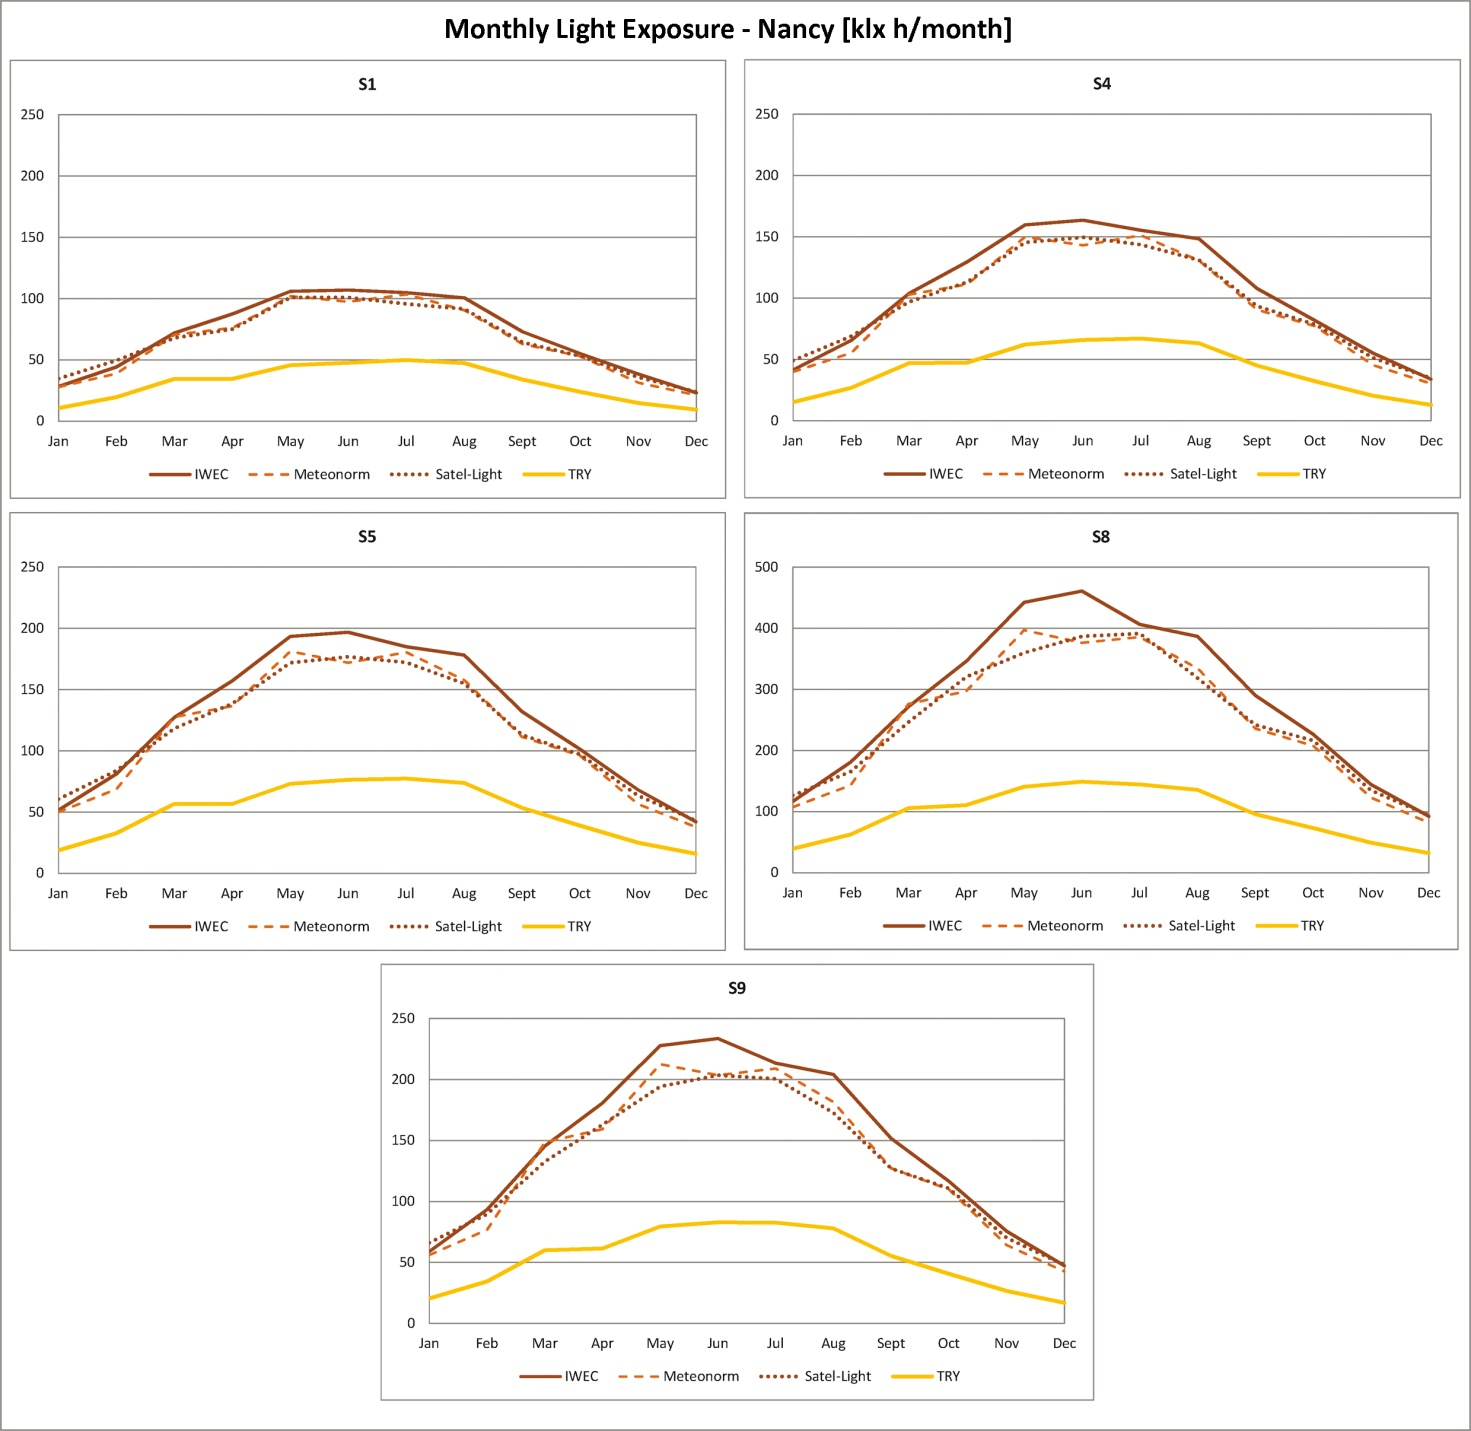 Monthly Light Exposure - Nancy [klx h/month]
S1
250
200
150
100
50
0
Jan Feb Mar Apr May Jun Jul Aug Sept Oct Nov Dec
IWEC Meteonorm Satel-Light TRY
S4
250
200
150
100
50
0
Jan Feb Mar Apr May Jun Jul Aug Sept Oct Nov Dec
IWEC Meteonorm Satel-Light TRY
S5
250
200
150
100
50
0
Jan Feb Mar Apr May Jun Jul Aug Sept Oct Nov Dec
IWEC Meteonorm Satel-Light TRY
S8
500
400
300
200
100
0
Jan Feb Mar Apr May Jun Jul Aug Sept Oct Nov Dec
IWEC Meteonorm Satel-Light TRY
S9
250
200
150
100
50
0
Jan Feb Mar Apr May Jun Jul Aug Sept Oct Nov Dec
IWEC Meteonorm Satel-Light TRY